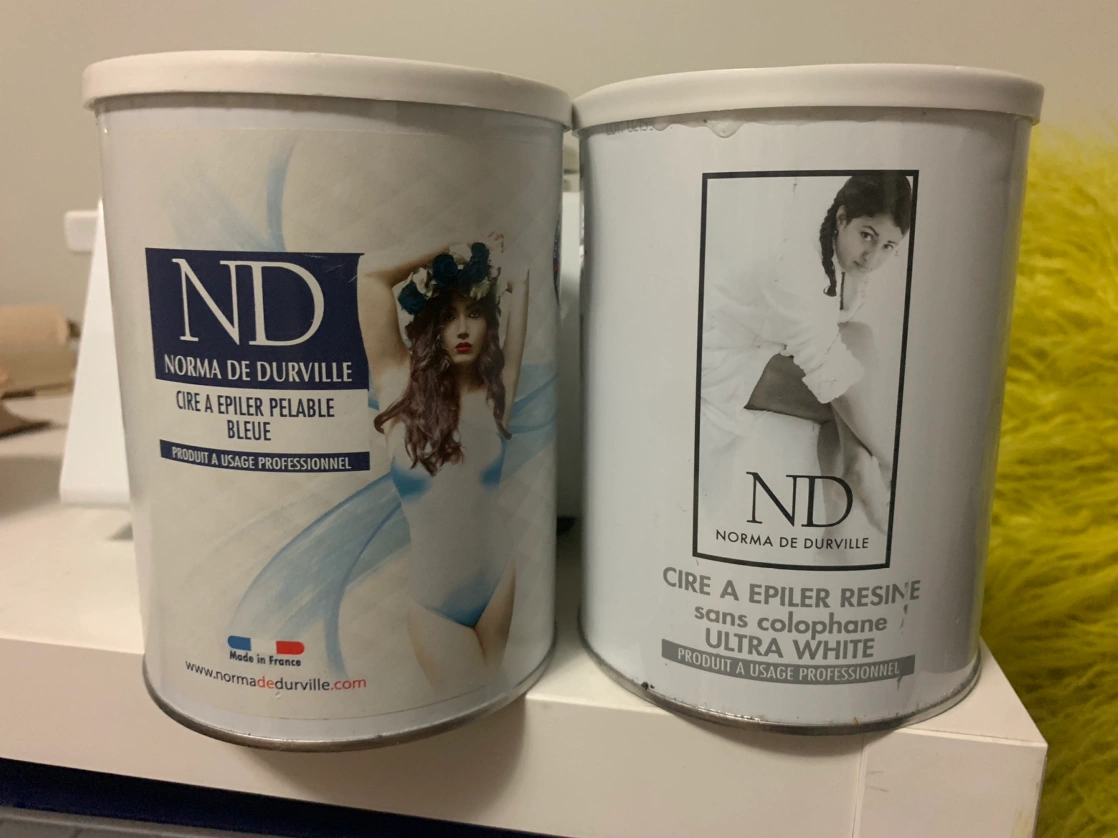 ND
NORMA DE DURVILLE
CIRE A EPILER PELABLE
BLEUE
PRODUIT A USAGE PROFESSIONNEL
Made in France
www.normadedurville.com
ND
NORMA DE DURVILLE
CIRE A EPILER RESINE
sans colophane
ULTRA WHITE
PRODUIT A USAGE PROFESSIONNEL